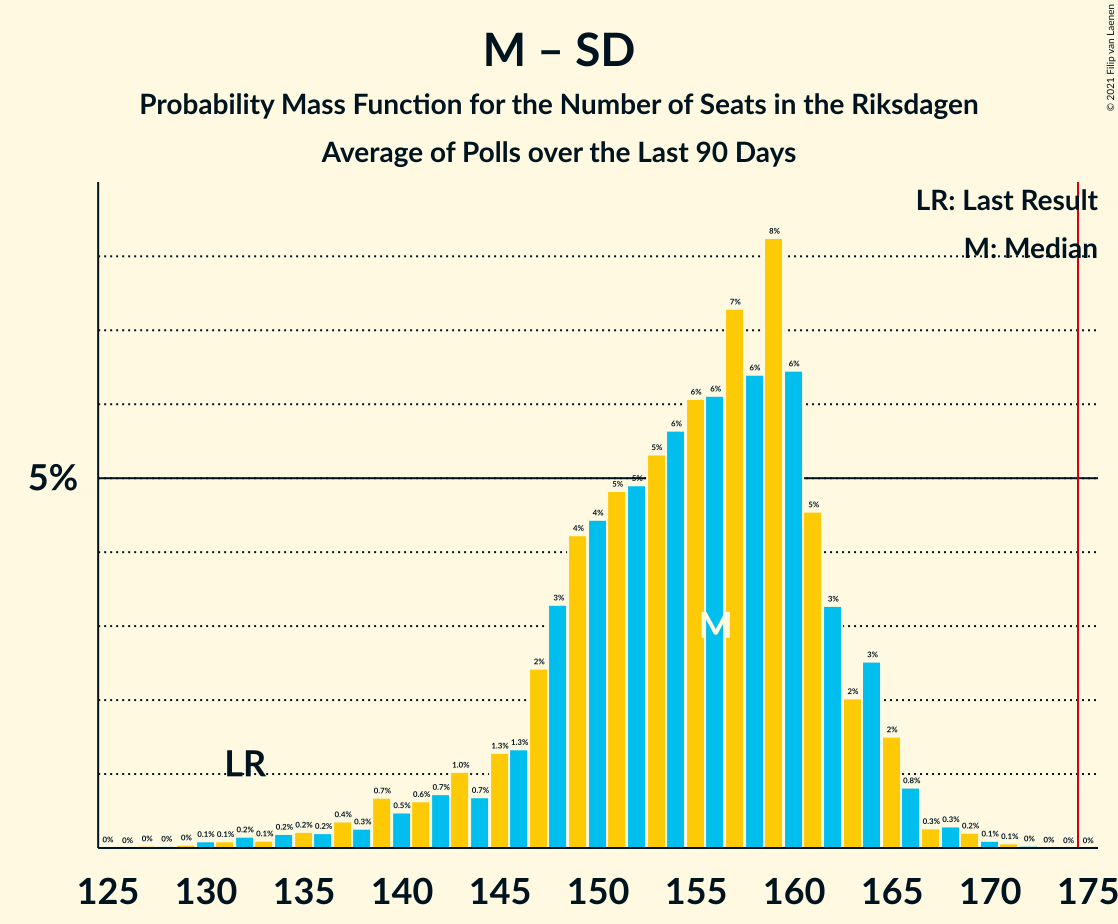 M – SD
Probability Mass Function for the Number of Seats in the Riksdagen
Average of Polls over the Last 90 Days
© 2021 Filip van Laenen
LR: Last Result
M: Median
5%
LR
M
0% 0% 0% 0% 0% 0.1% 0.1% 0.2% 0.1% 0.2% 0.2% 0.2% 0.4% 0.3% 0.7% 0.5% 0.6% 0.7% 1.0% 0.7% 1.3% 1.3% 2% 3% 4% 4% 5% 5% 5% 6% 6% 6% 7% 6% 8% 6% 5% 3% 2% 3% 2% 0.8% 0.3% 0.3% 0.2% 0.1% 0.1% 0% 0% 0% 0%
125 130 135 140 145 150 155 160 165 170 175